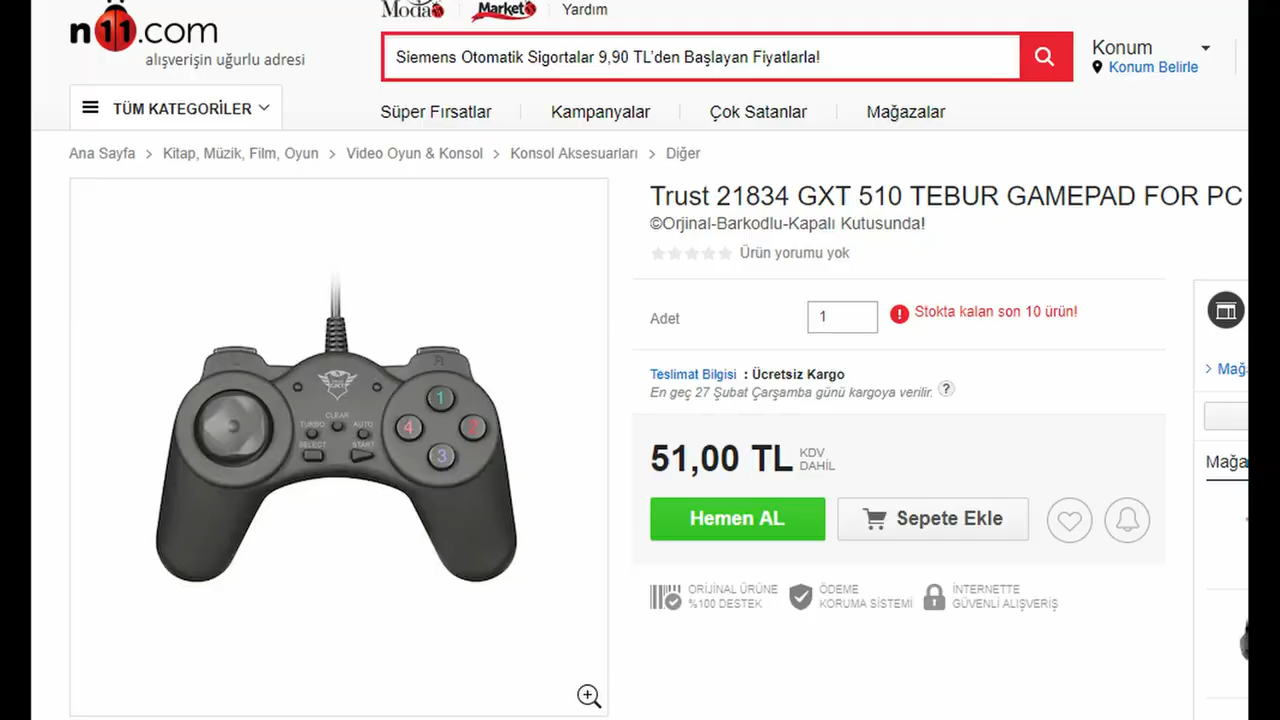 Moda
Market
Yardım
n11.com
alışverişin uğurlu adresi
Siemens Otomatik Sigortalar 9,90 TL'den Başlayan Fiyatlarla!
Konum
Konum Belirle
TÜM KATEGORİLER
Süper Fırsatlar
Kampanyalar
Çok Satanlar
Mağazalar
Ana Sayfa > Kitap, Müzik, Film, Oyun > Video Oyun & Konsol > Konsol Aksesuarları > Diğer
Trust 21834 GXT 510 TEBUR GAMEPAD FOR PC
©Orjinal-Barkodlu-Kapalı Kutusunda!
Ürün yorumu yok
Adet
1
Stokta kalan son 10 ürün!
Teslimat Bilgisi : Ücretsiz Kargo
En geç 27 Şubat Çarşamba günü kargoya verilir. ?
51,00 TL
KDV
DAHİL
Hemen AL
Sepete Ekle
ORİJİNAL ÜRÜNE
%100 DESTEK
ÖDEME
KORUMA SİSTEMİ
İNTERNETTE
GÜVENLİ ALIŞVERİŞ
> Mağ
Mağa
R
GXT
CLEAR
TURBO
AUTO
SELECT
START
1
2
3
4